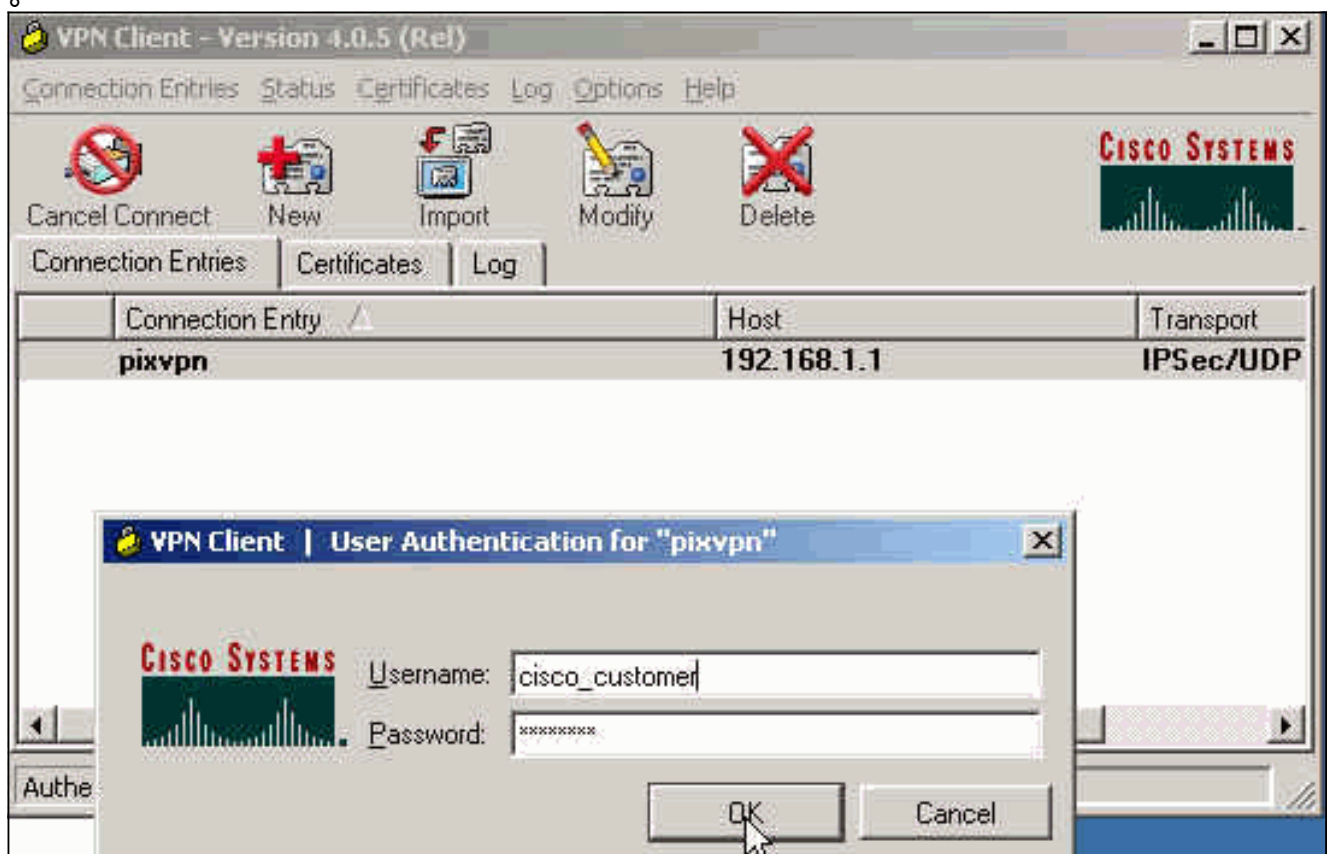 VPN Client - Version 4.0.5 (Rel)
Connection Entries Status Certificates Log Options Help
Cancel Connect New Import Modify Delete
CISCO SYSTEMS
Connection Entries Certificates Log
Connection Entry Host Transport
pixvpn 192.168.1.1 IPSec/UDP
VPN Client | User Authentication for "pixvpn"
CISCO SYSTEMS
Username: cisco_customer
Password: ********
Authe
OK Cancel